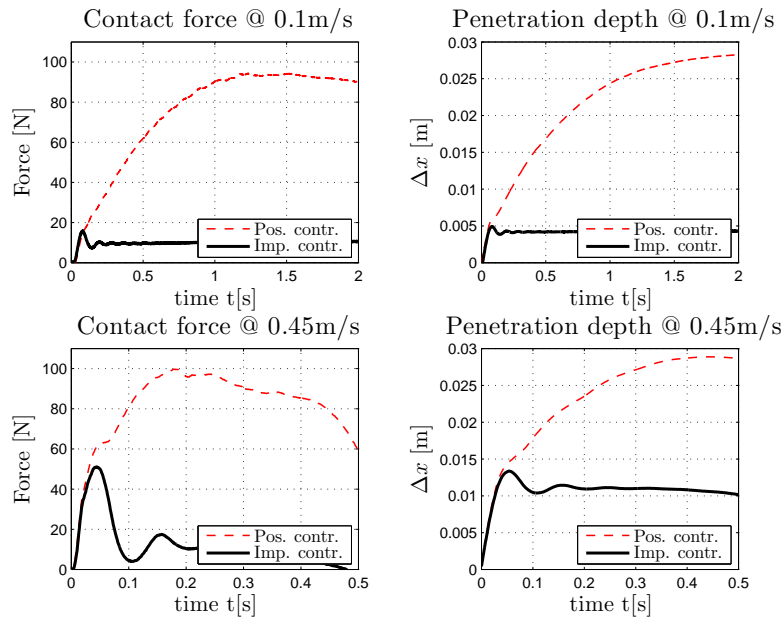 Contact force @ 0.1m/s
Force [N]
100
80
60
40
20
0
0
0.5
1
1.5
2
time t[s]
Pos. contr.
Imp. contr.
Penetration depth @ 0.1m/s
Δx [m]
0.03
0.025
0.02
0.015
0.01
0.005
0
0
0.5
1
1.5
2
time t[s]
Pos. contr.
Imp. contr.
Contact force @ 0.45m/s
Force [N]
100
80
60
40
20
0
0
0.1
0.2
0.3
0.4
0.5
time t[s]
Pos. contr.
Imp. contr.
Penetration depth @ 0.45m/s
Δx [m]
0.03
0.025
0.02
0.015
0.01
0.005
0
0
0.1
0.2
0.3
0.4
0.5
time t[s]
Pos. contr.
Imp. contr.